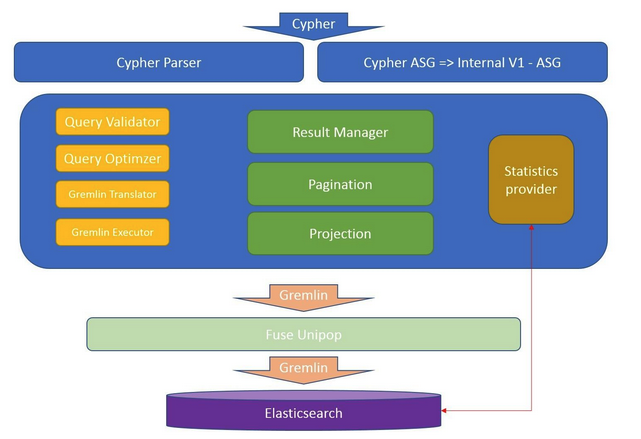 Cypher
Cypher Parser
Cypher ASG => Internal V1 - ASG
Query Validator
Query Optimzer
Gremlin Translator
Gremlin Executor
Result Manager
Pagination
Projection
Statistics
provider
Gremlin
Fuse Unipop
Gremlin
Elasticsearch